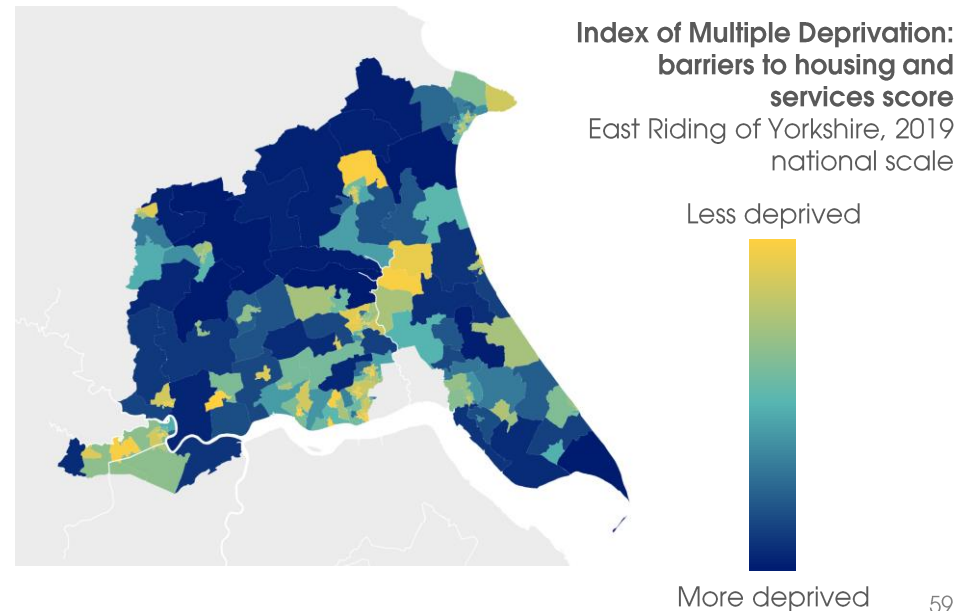 Index of Multiple Deprivation:
barriers to housing and
services score
East Riding of Yorkshire, 2019
national scale
Less deprived
More deprived
59